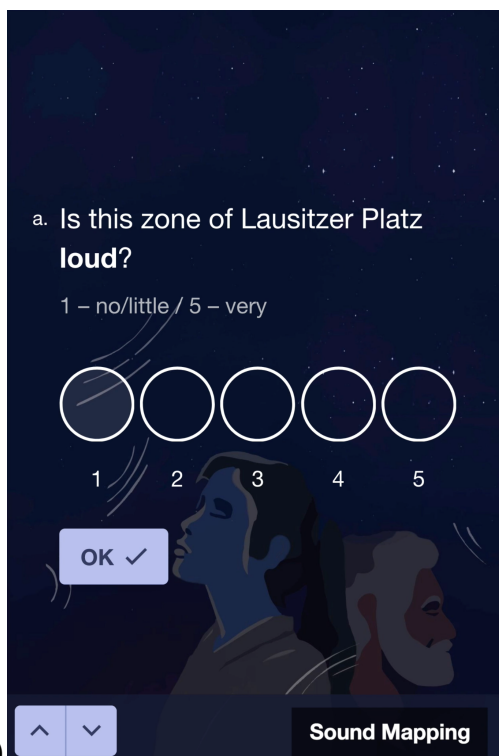 a. Is this zone of Lausitzer Platz
loud?
1 – no/little / 5 – very
1 2 3 4 5
OK
Sound Mapping